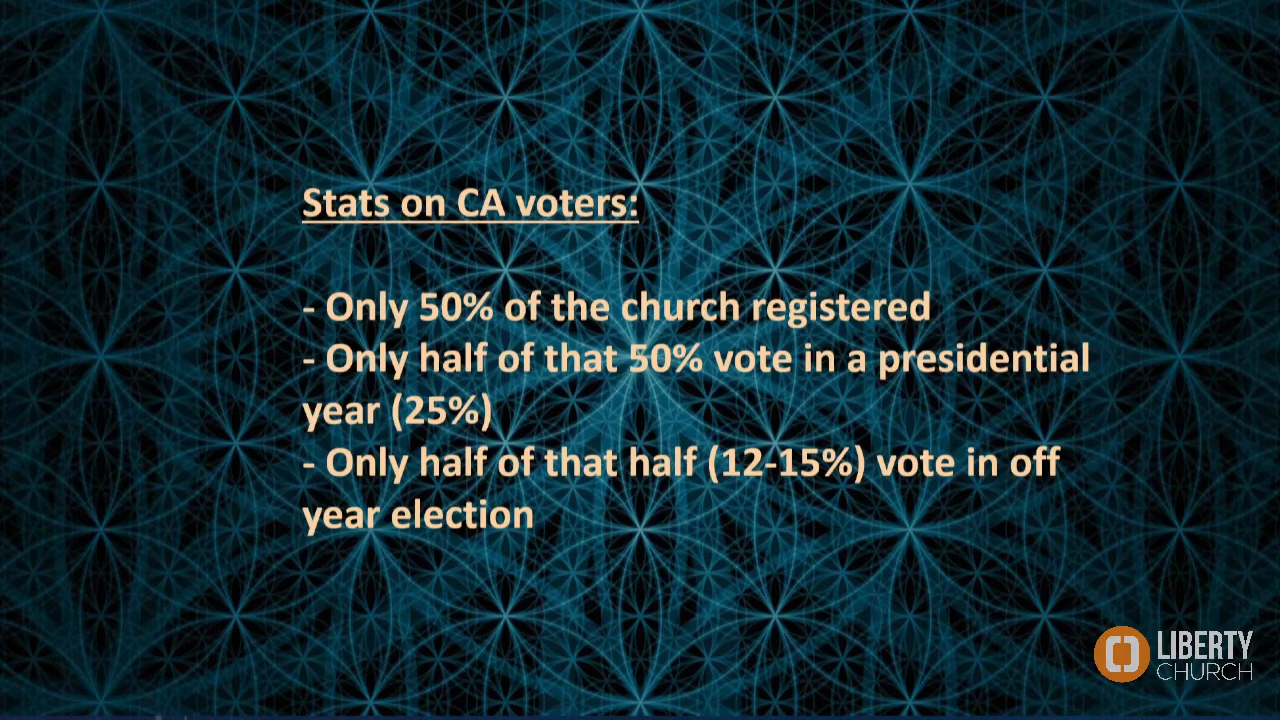 Stats on CA voters:
- Only 50% of the church registered
- Only half of that 50% vote in a presidential
year (25%)
- Only half of that half (12-15%) vote in off
year election
LIBERTY
CHURCH